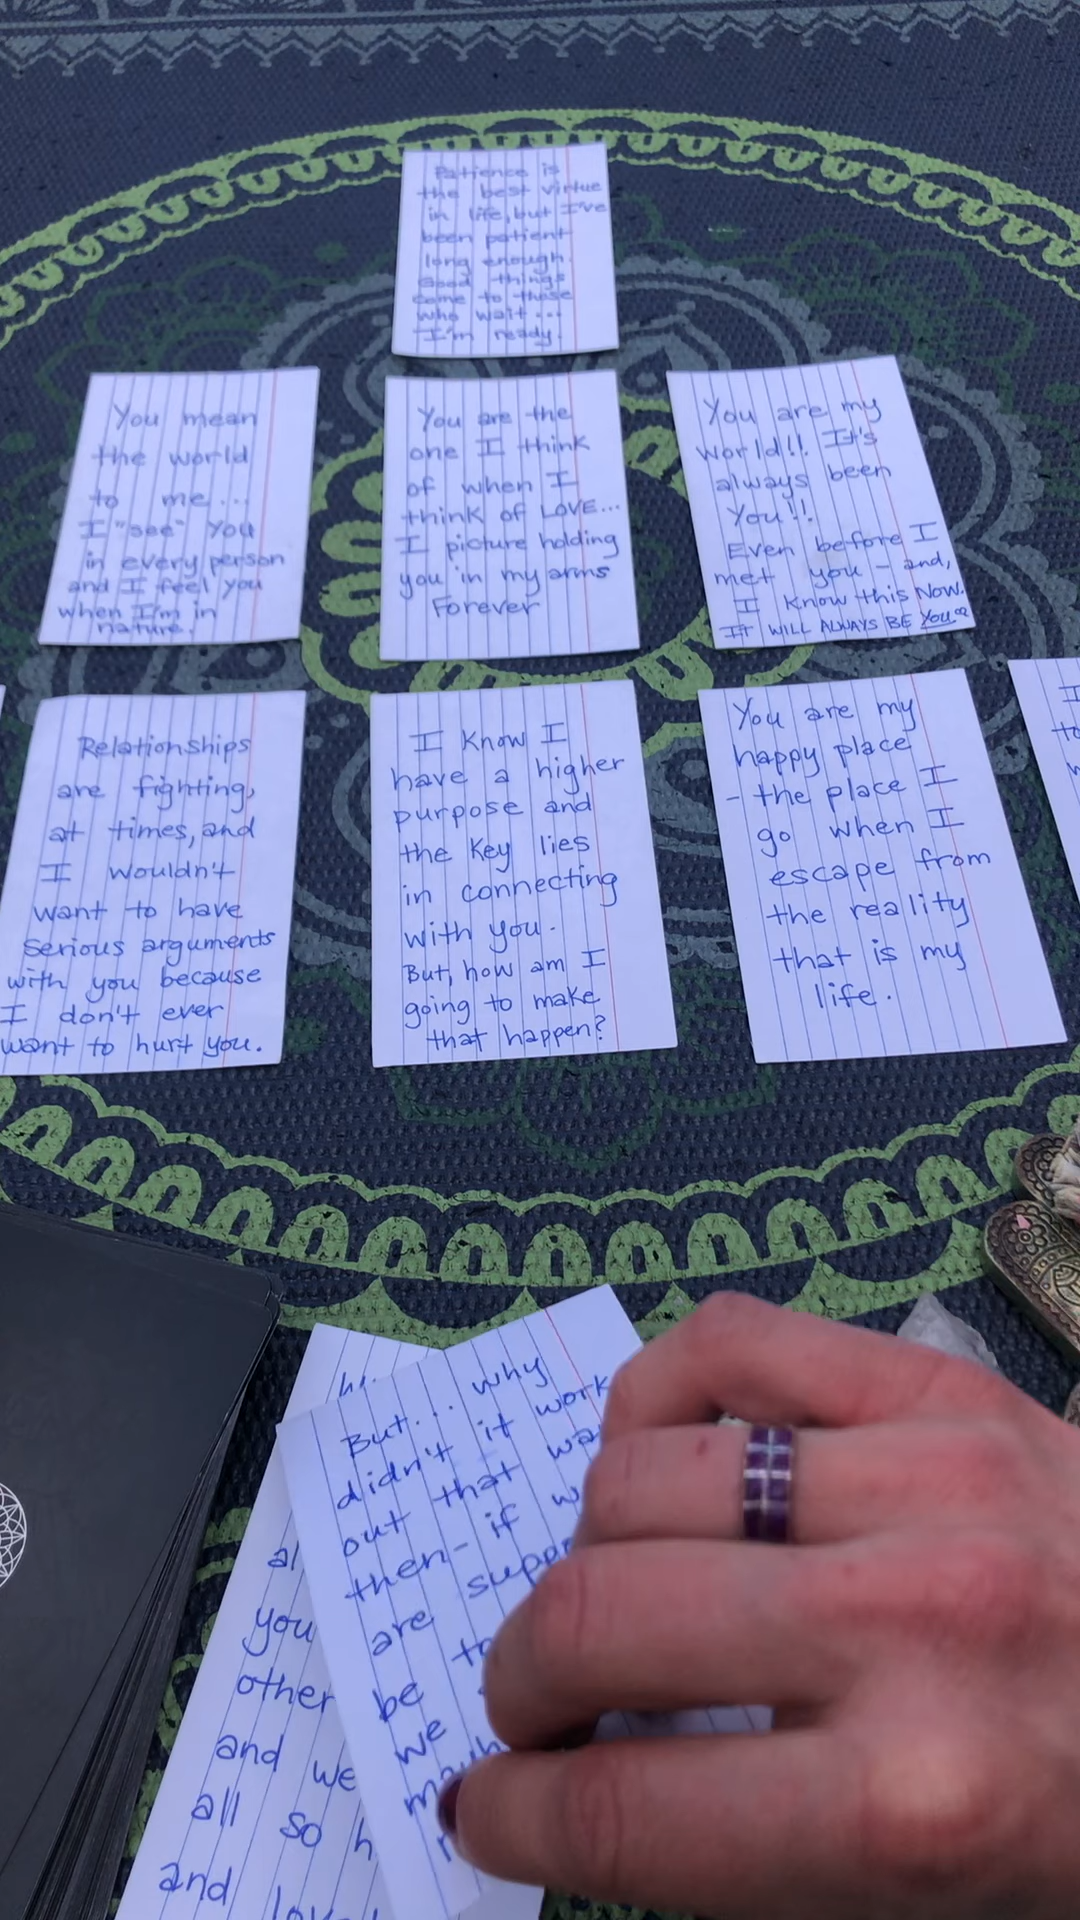 Patience is
the best virtue
in life, but I've
been patient
long enough.
Good things
come to those
who wait...
I'm ready.
You mean
the world
to me...
I "see" you
in every person
and I feel you
when I'm in
nature.
You are the
one I think
of when I
think of LOVE...
I picture holding
you in my arms
Forever
You are my
world!! It's
always been
You!!
Even before I
met you - and,
I know this NOW.
It WILL ALWAYS BE YOU
Relationships
are fighting,
at times, and
I wouldn't
want to have
serious arguments
with you because
I don't ever
want to hurt you.
I know I
have a higher
purpose and
the key lies
in connecting
with you.
But, how am I
going to make
that happen?
You are my
happy place
- the place I
go when I
escape from
the reality
that is my
life.
I
But... why
didn't it work
out that
then - if
are
be
we
you
other
and we
all so
and